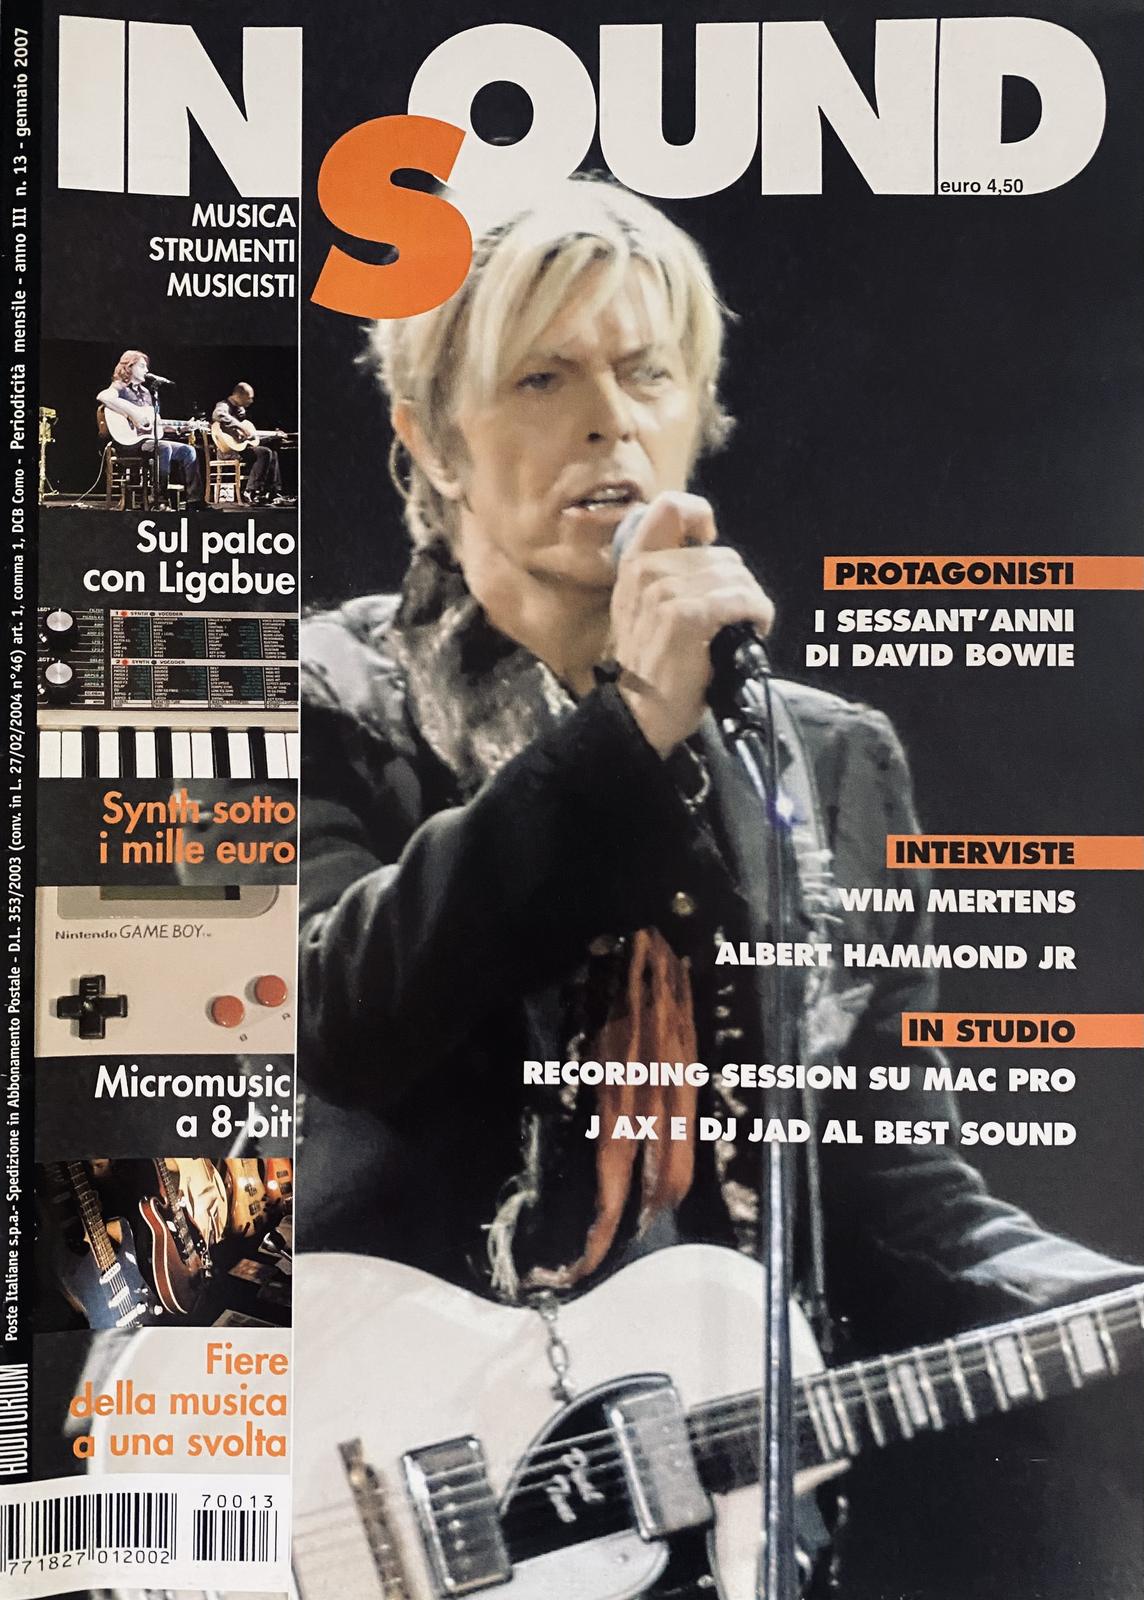 IN SOUND
euro 4,50
MUSICA
STRUMENTI
MUSICISTI
Sul palco
con Ligabue
Synth sotto
i mille euro
Nintendo GAME BOY TM
B A
Micromusic
a 8-bit
Fiere
della musica
a una svolta
PROTAGONISTI
I SESSANT'ANNI
DI DAVID BOWIE
INTERVISTE
WIM MERTENS
ALBERT HAMMOND JR
IN STUDIO
RECORDING SESSION SU MAC PRO
J AX E DJ JAD AL BEST SOUND
AUDITORIUM
Poste Italiane s.p.a.- Spedizione in Abbonamento Postale - D.L. 353/2003 (conv. in L. 27/02/2004 n°46) art. 1, comma 1, DCB Como - Periodicità mensile - anno III n. 13 - gennaio 2007
70013
771827 012002